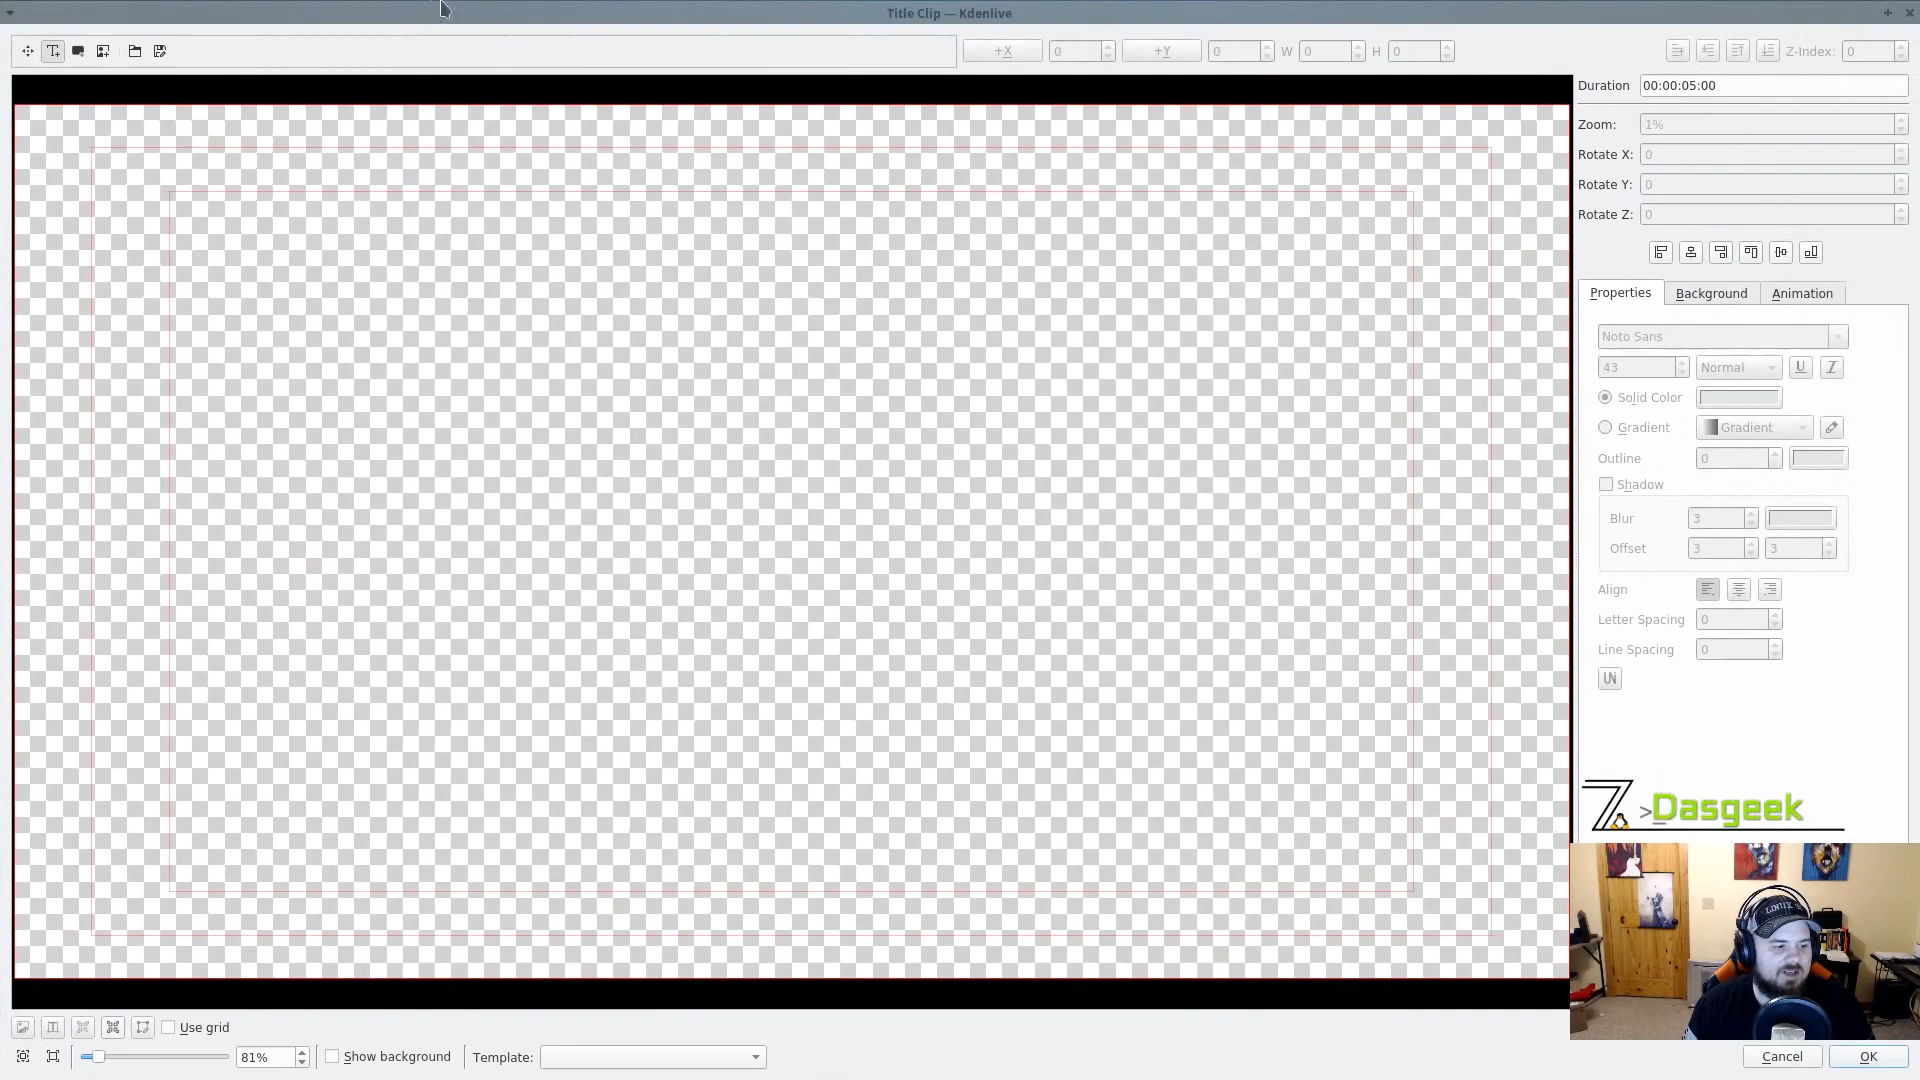 Title Clip — Kdenlive
+X 0 +Y 0 W 0 H 0 Z-Index: 0
Duration 00:00:05:00
Zoom: 1%
Rotate X: 0
Rotate Y: 0
Rotate Z: 0
Properties Background Animation
Noto Sans
43 Normal U I
Solid Color
Gradient Gradient
Outline 0
Shadow
Blur 3
Offset 3 3
Align
Letter Spacing 0
Line Spacing 0
>Dasgeek
LINUX
Use grid
81% Show background Template:
Cancel OK